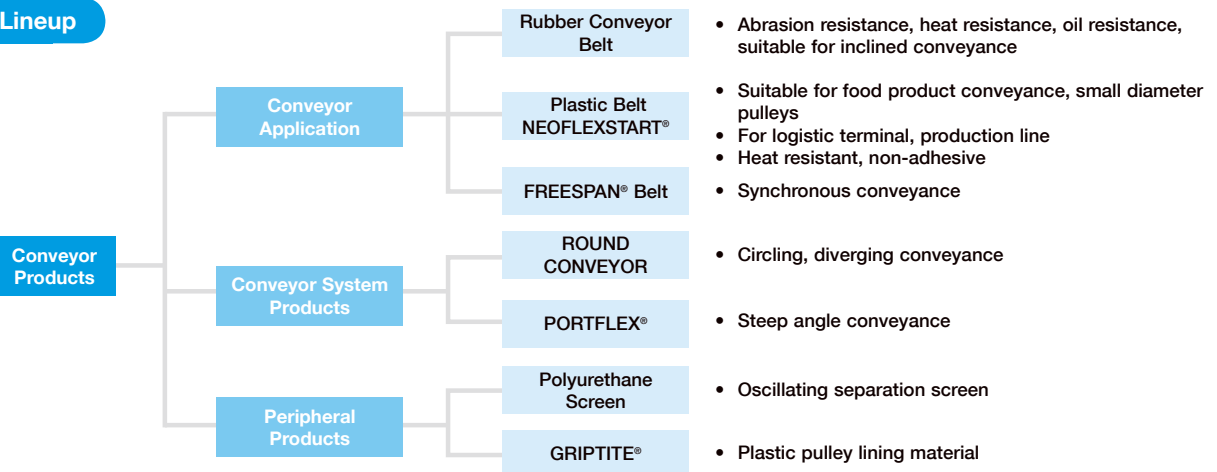 Lineup
Rubber Conveyor
Belt
• Abrasion resistance, heat resistance, oil resistance,
suitable for inclined conveyance
Conveyor
Application
Plastic Belt
NEOFLEXSTART®
• Suitable for food product conveyance, small diameter
pulleys
• For logistic terminal, production line
• Heat resistant, non-adhesive
FREESPAN® Belt
• Synchronous conveyance
Conveyor
Products
Conveyor System
Products
ROUND
CONVEYOR
• Circling, diverging conveyance
PORTFLEX®
• Steep angle conveyance
Peripheral
Products
Polyurethane
Screen
• Oscillating separation screen
GRIPTITE®
• Plastic pulley lining material